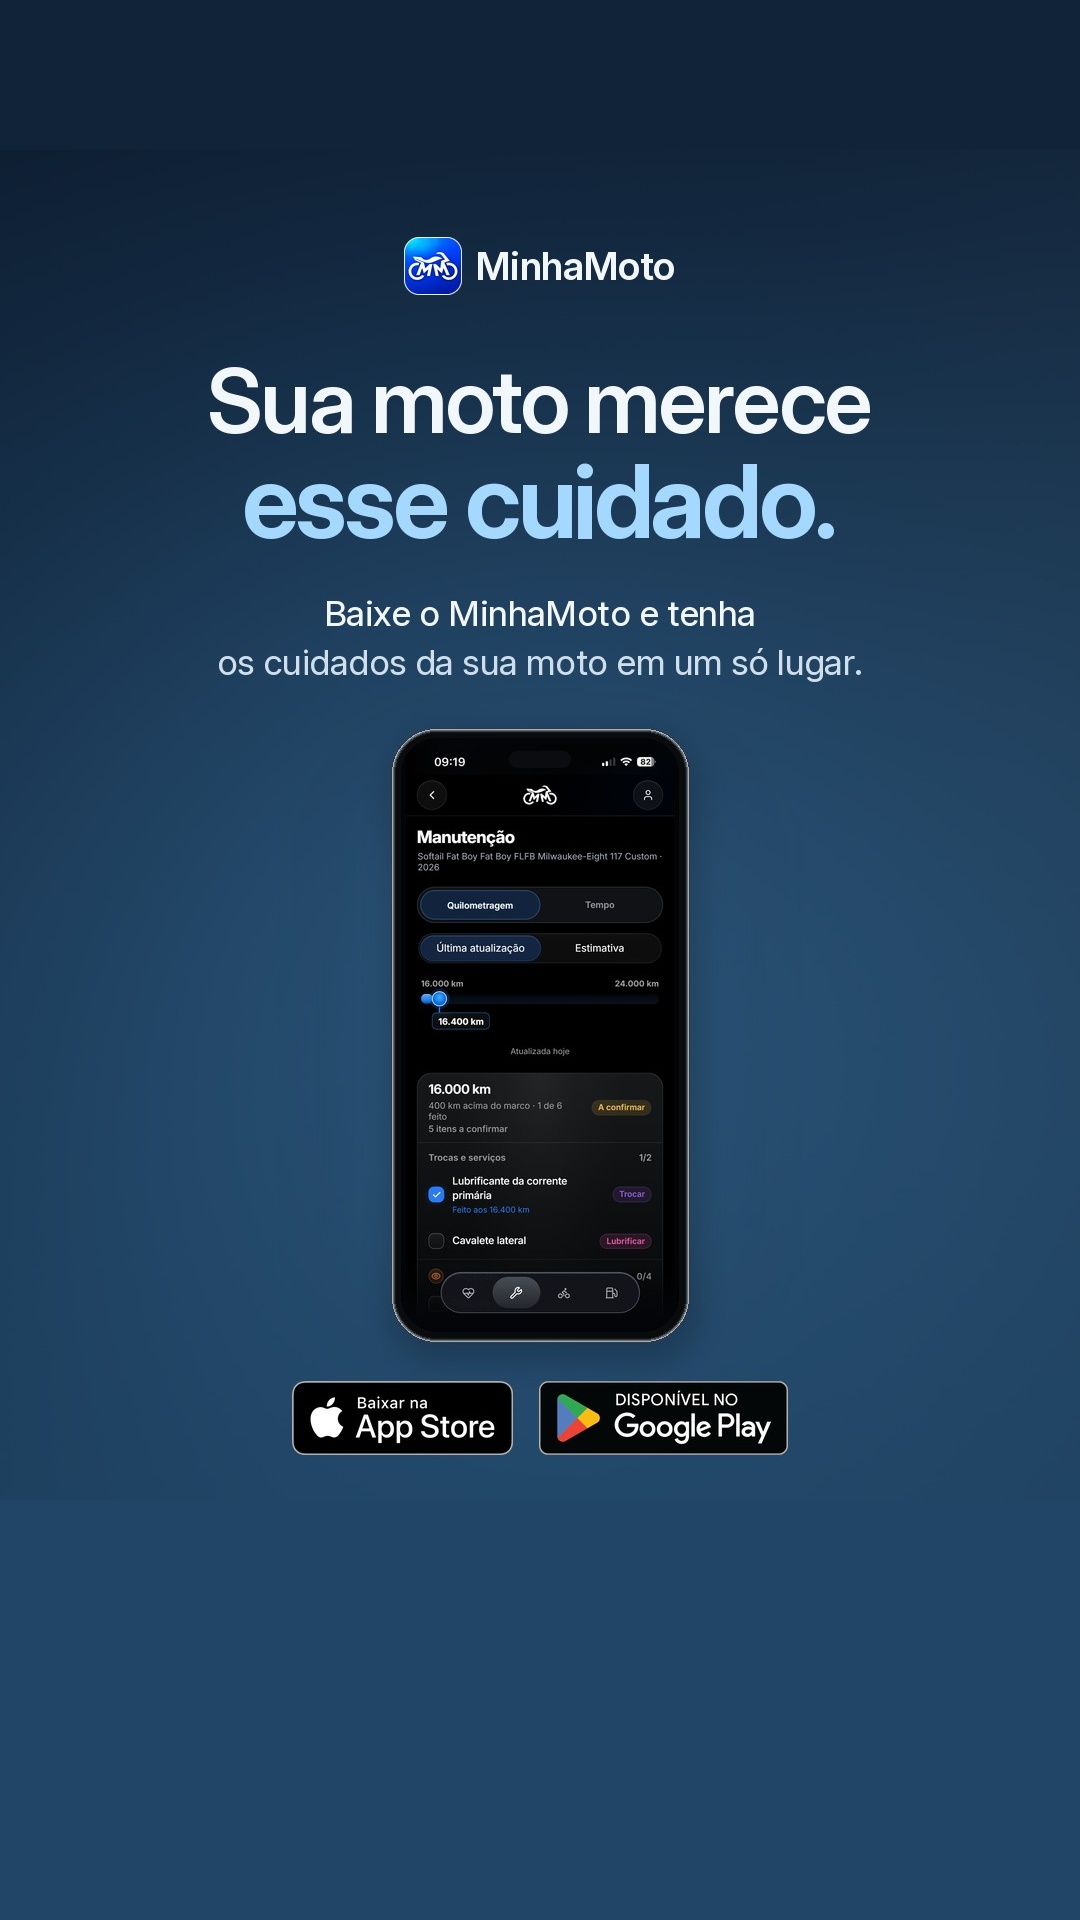 MinhaMoto
Sua moto merece
esse cuidado.
Baixe o MinhaMoto e tenha
os cuidados da sua moto em um só lugar.
09:19
82
MM
Manutenção
Softail Fat Boy Fat Boy FLFB Milwaukee-Eight 117 Custom ·
2026
Quilometragem
Tempo
Última atualização
Estimativa
16.000 km
24.000 km
16.400 km
Atualizada hoje
16.000 km
400 km acima do marco · 1 de 6
feito
5 itens a confirmar
A confirmar
Trocas e serviços
1/2
Lubrificante da corrente
primária
Feito aos 16.400 km
Trocar
Cavalete lateral
Lubrificar
0/4
Baixar na
App Store
DISPONÍVEL NO
Google Play